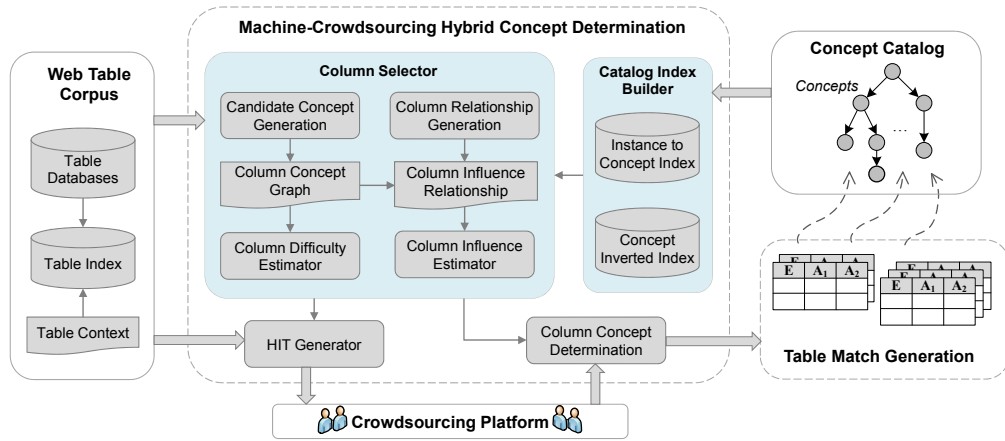 Machine-Crowdsourcing Hybrid Concept Determination
Web Table
Corpus
Table
Databases
Table Index
Table Context
Column Selector
Candidate Concept
Generation
Column Relationship
Generation
Column Concept
Graph
Column Influence
Relationship
Column Difficulty
Estimator
Column Influence
Estimator
Catalog Index
Builder
Instance to
Concept Index
Concept
Inverted Index
HIT Generator
Column Concept
Determination
Crowdsourcing Platform
Concept Catalog
Concepts
...
E A₁ A₂
E A₁ A₂
Table Match Generation